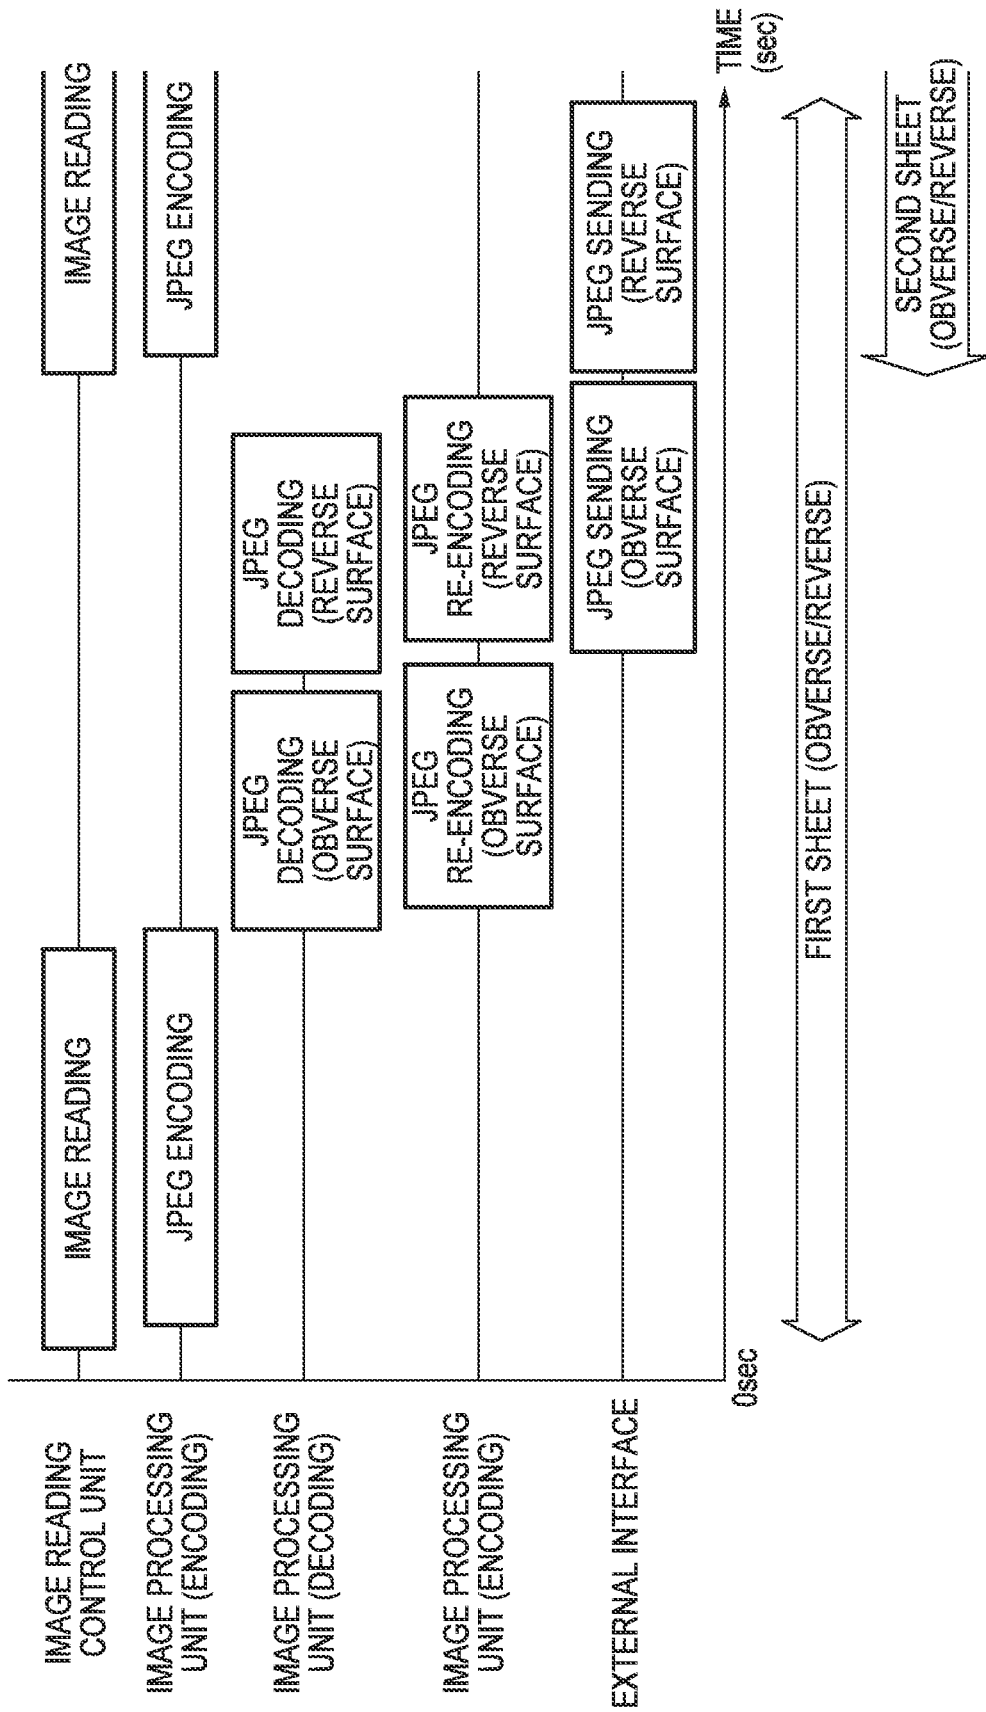 IMAGE READING
CONTROL UNIT
IMAGE READING
IMAGE READING
IMAGE PROCESSING
UNIT (ENCODING)
JPEG ENCODING
JPEG ENCODING
IMAGE PROCESSING
UNIT (DECODING)
JPEG
DECODING
(OBVERSE
SURFACE)
JPEG
DECODING
(REVERSE
SURFACE)
IMAGE PROCESSING
UNIT (ENCODING)
JPEG
RE-ENCODING
(OBVERSE
SURFACE)
JPEG
RE-ENCODING
(REVERSE
SURFACE)
EXTERNAL INTERFACE
JPEG SENDING
(OBVERSE
SURFACE)
JPEG SENDING
(REVERSE
SURFACE)
0sec
TIME
(sec)
FIRST SHEET (OBVERSE/REVERSE)
SECOND SHEET
(OBVERSE/REVERSE)